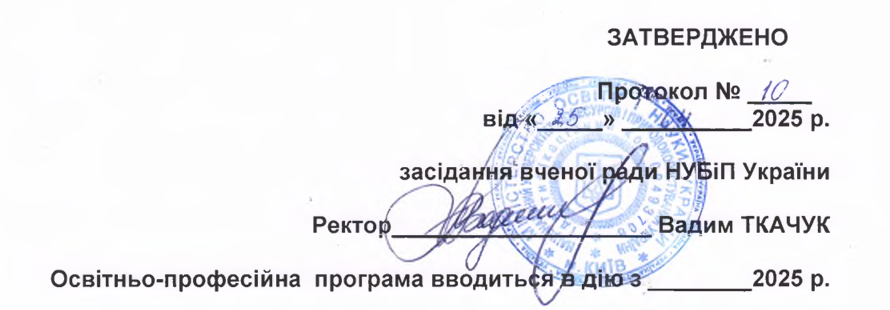 ЗАТВЕРДЖЕНО
Протокол № 10
від « 25 » __________2025 р.
засідання вченої ради НУБіП України
Ректор____________________ Вадим ТКАЧУК
Освітньо-професійна програма вводиться в дію з ________2025 р.